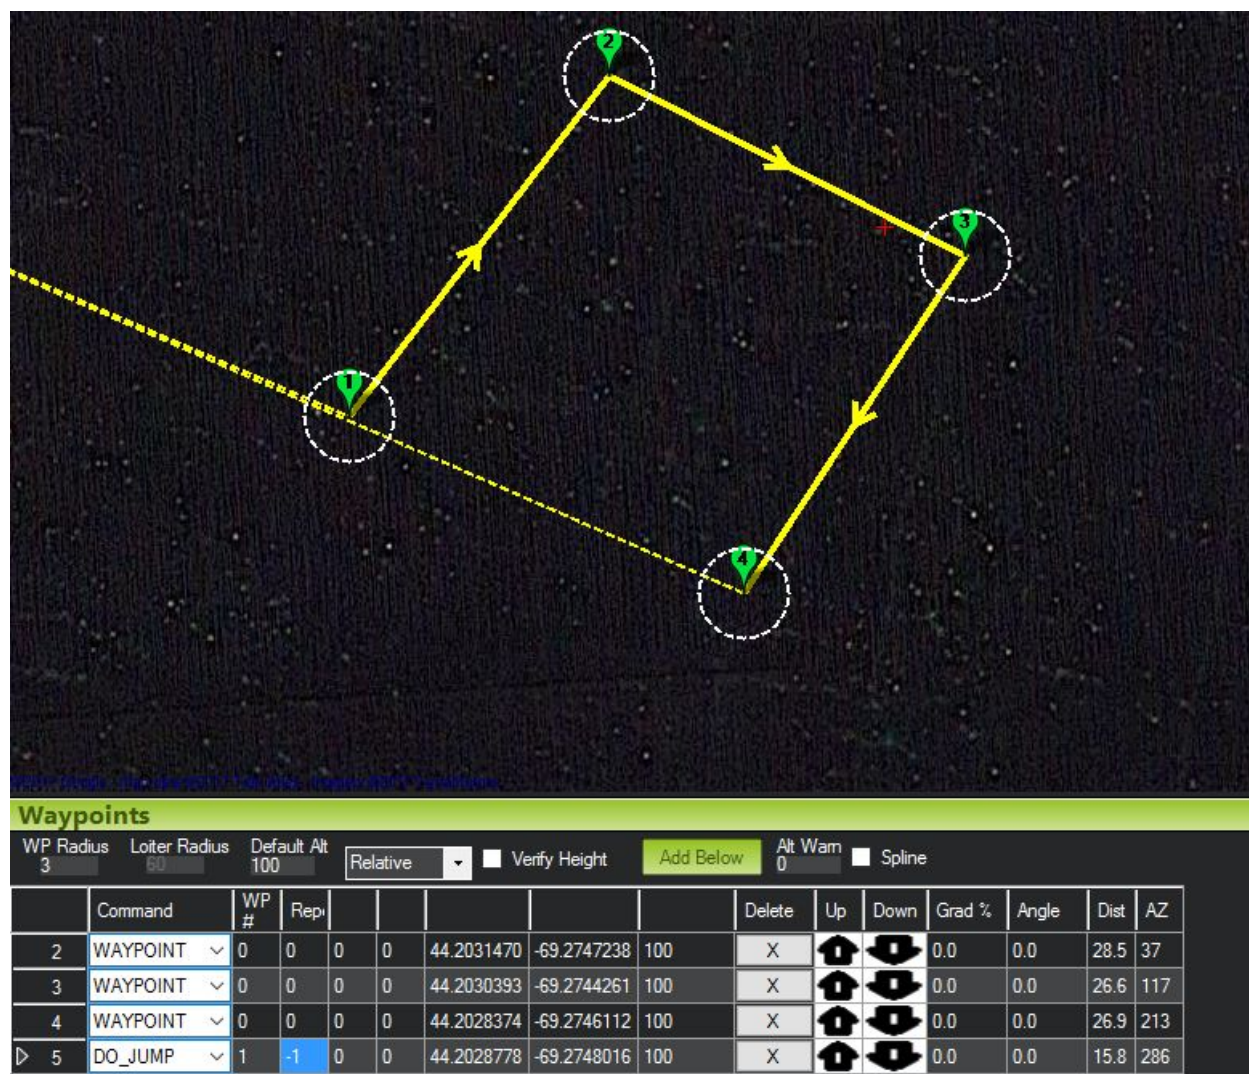 2
3
1
4
Waypoints
WP Radius Loiter Radius Default Alt Alt Warn
3 60 100 Relative Verify Height Add Below 0 Spline
Command WP # Rep Delete Up Down Grad % Angle Dist AZ
2 WAYPOINT 0 0 0 0 44.2031470 -69.2747238 100 X 0.0 0.0 28.5 37
3 WAYPOINT 0 0 0 0 44.2030393 -69.2744261 100 X 0.0 0.0 26.6 117
4 WAYPOINT 0 0 0 0 44.2028374 -69.2746112 100 X 0.0 0.0 26.9 213
5 DO_JUMP 1 -1 0 0 44.2028778 -69.2748016 100 X 0.0 0.0 15.8 286